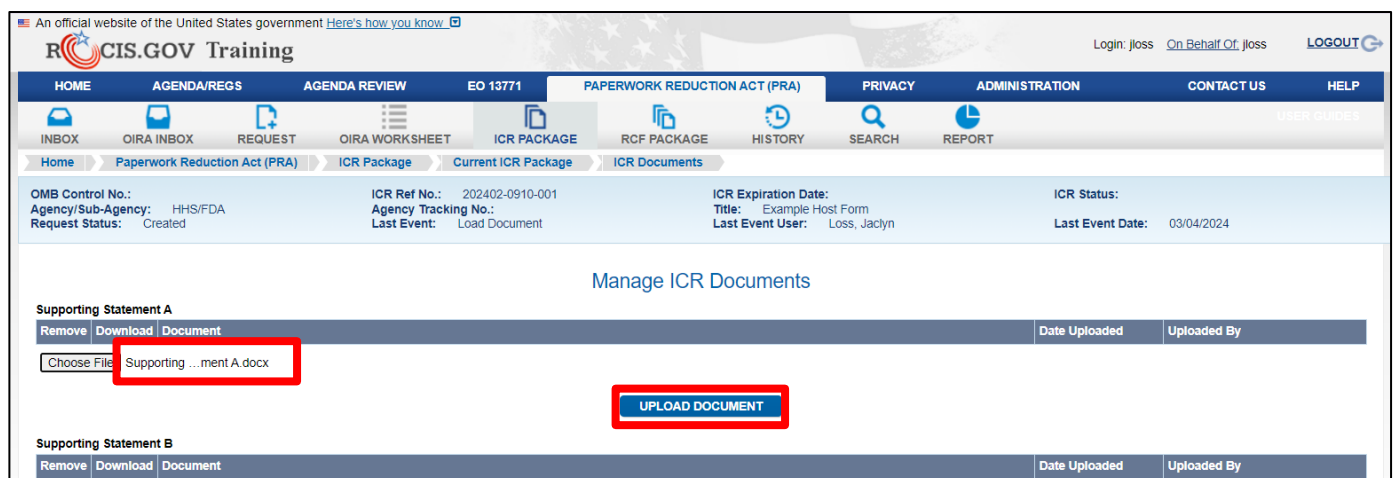 An official website of the United States government Here's how you know
ROCIS.GOV Training
Login: jloss On Behalf Of: jloss LOGOUT
HOME AGENDA/REGS AGENDA REVIEW EO 13771 PAPERWORK REDUCTION ACT (PRA) PRIVACY ADMINISTRATION CONTACT US HELP
USER GUIDES
INBOX OIRA INBOX REQUEST OIRA WORKSHEET ICR PACKAGE RCF PACKAGE HISTORY SEARCH REPORT
Home Paperwork Reduction Act (PRA) ICR Package Current ICR Package ICR Documents
OMB Control No.: ICR Ref No.: 202402-0910-001 ICR Expiration Date: ICR Status:
Agency/Sub-Agency: HHS/FDA Agency Tracking No.: Title: Example Host Form
Request Status: Created Last Event: Load Document Last Event User: Loss, Jaclyn Last Event Date: 03/04/2024
Manage ICR Documents
Supporting Statement A
Remove Download Document Date Uploaded Uploaded By
Choose File Supporting ...ment A.docx
UPLOAD DOCUMENT
Supporting Statement B
Remove Download Document Date Uploaded Uploaded By